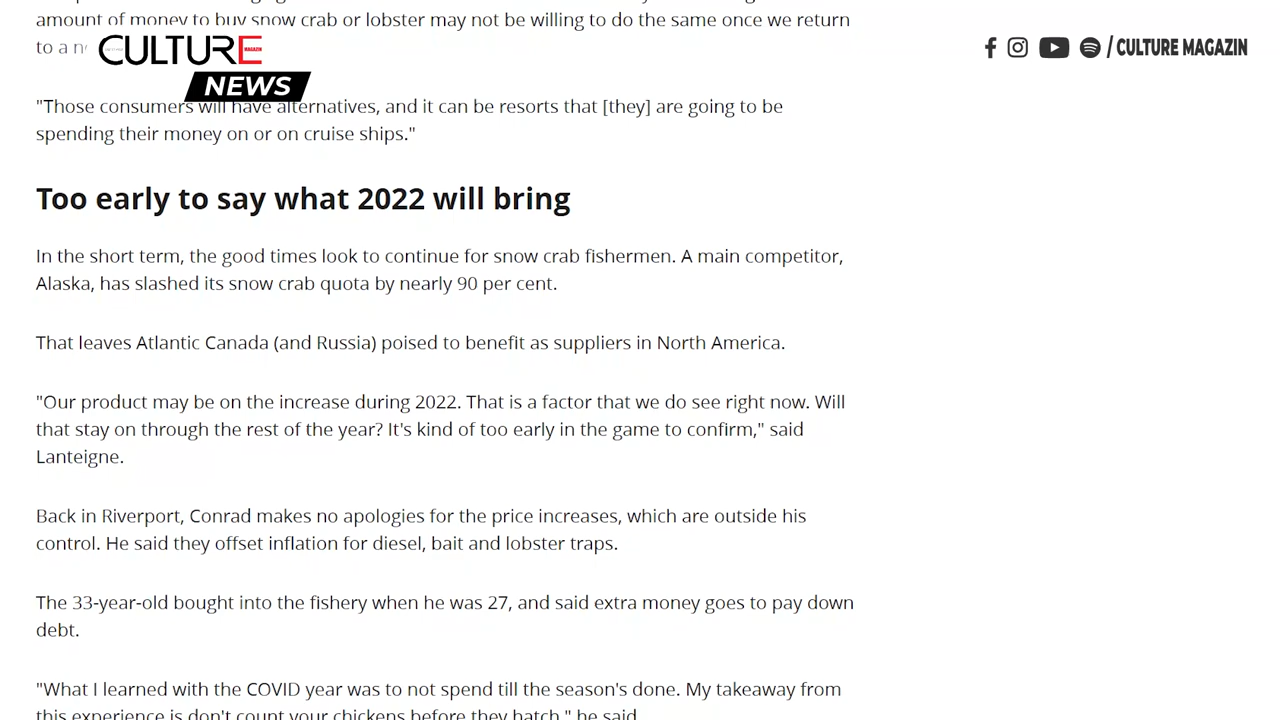 amount of money to buy snow crab or lobster may not be willing to do the same once we return
to a n
CULTURE
MAGAZIN
NEWS
/ CULTURE MAGAZIN
"Those consumers will have alternatives, and it can be resorts that [they] are going to be
spending their money on or on cruise ships."
Too early to say what 2022 will bring
In the short term, the good times look to continue for snow crab fishermen. A main competitor,
Alaska, has slashed its snow crab quota by nearly 90 per cent.
That leaves Atlantic Canada (and Russia) poised to benefit as suppliers in North America.
"Our product may be on the increase during 2022. That is a factor that we do see right now. Will
that stay on through the rest of the year? It's kind of too early in the game to confirm," said
Lanteigne.
Back in Riverport, Conrad makes no apologies for the price increases, which are outside his
control. He said they offset inflation for diesel, bait and lobster traps.
The 33-year-old bought into the fishery when he was 27, and said extra money goes to pay down
debt.
"What I learned with the COVID year was to not spend till the season's done. My takeaway from
this experience is don't count your chickens before they hatch," he said.